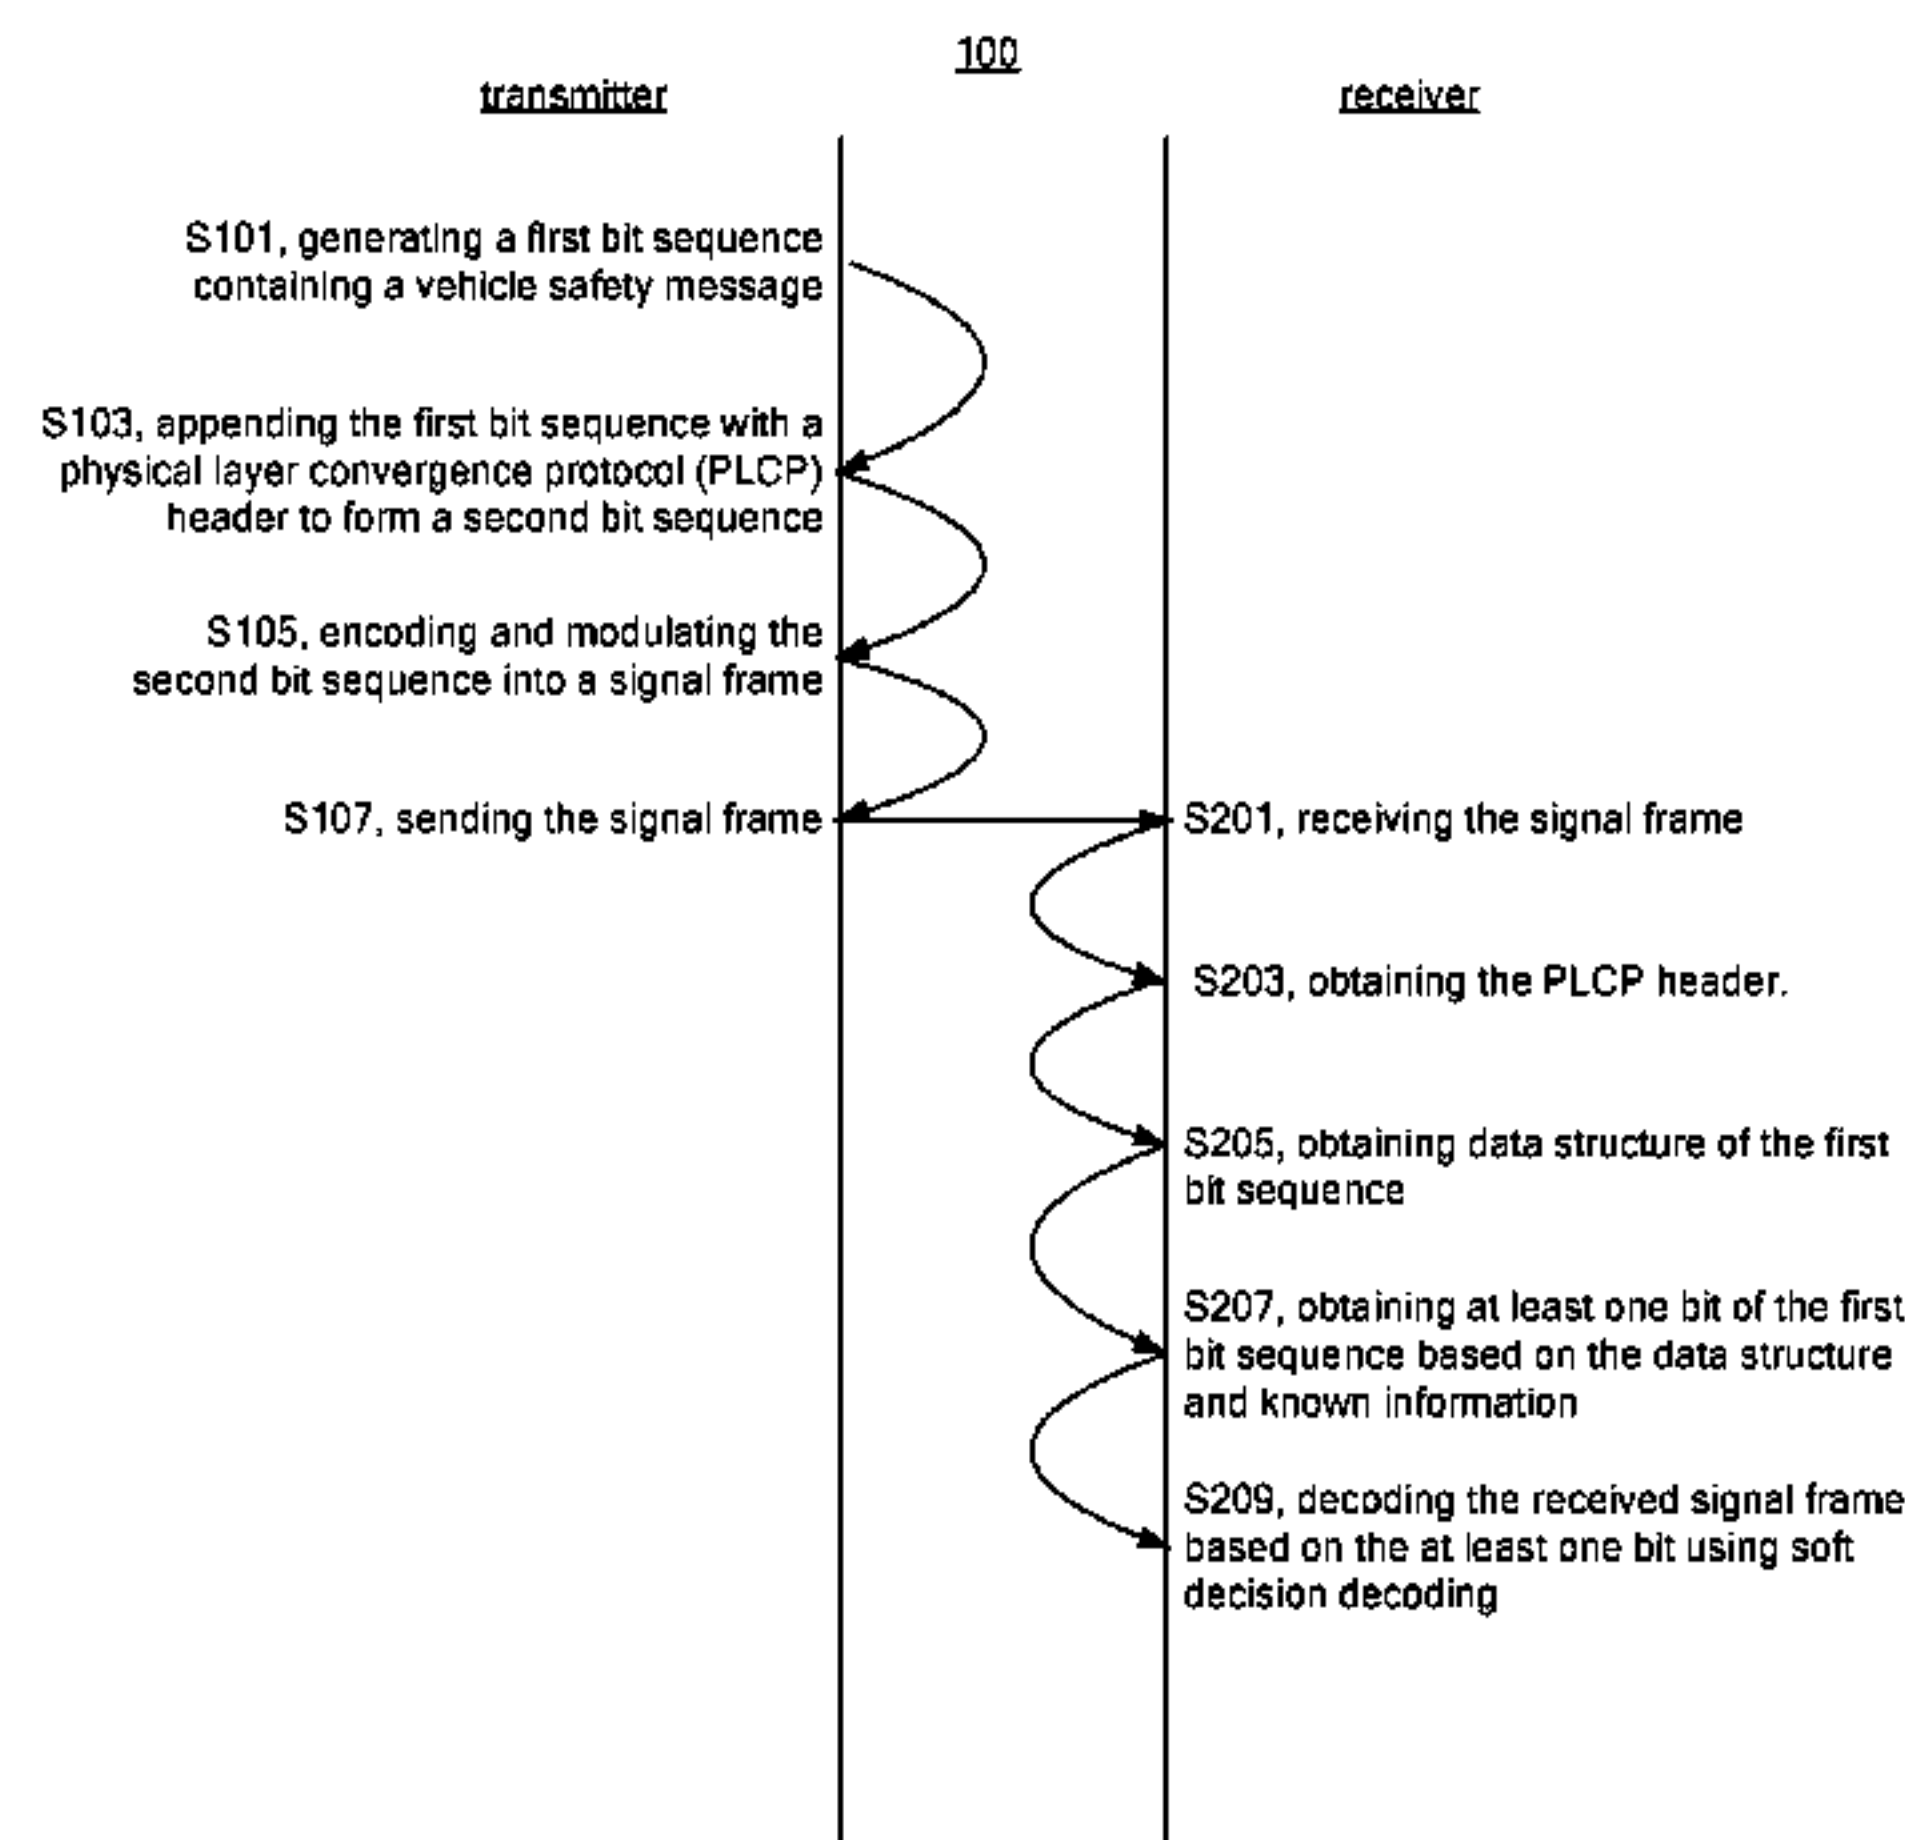 100
transmitter
receiver
S101, generating a first bit sequence
containing a vehicle safety message
S103, appending the first bit sequence with a
physical layer convergence protocol (PLCP)
header to form a second bit sequence
S105, encoding and modulating the
second bit sequence into a signal frame
S107, sending the signal frame
S201, receiving the signal frame
S203, obtaining the PLCP header.
S205, obtaining data structure of the first
bit sequence
S207, obtaining at least one bit of the first
bit sequence based on the data structure
and known information
S209, decoding the received signal frame
based on the at least one bit using soft
decision decoding